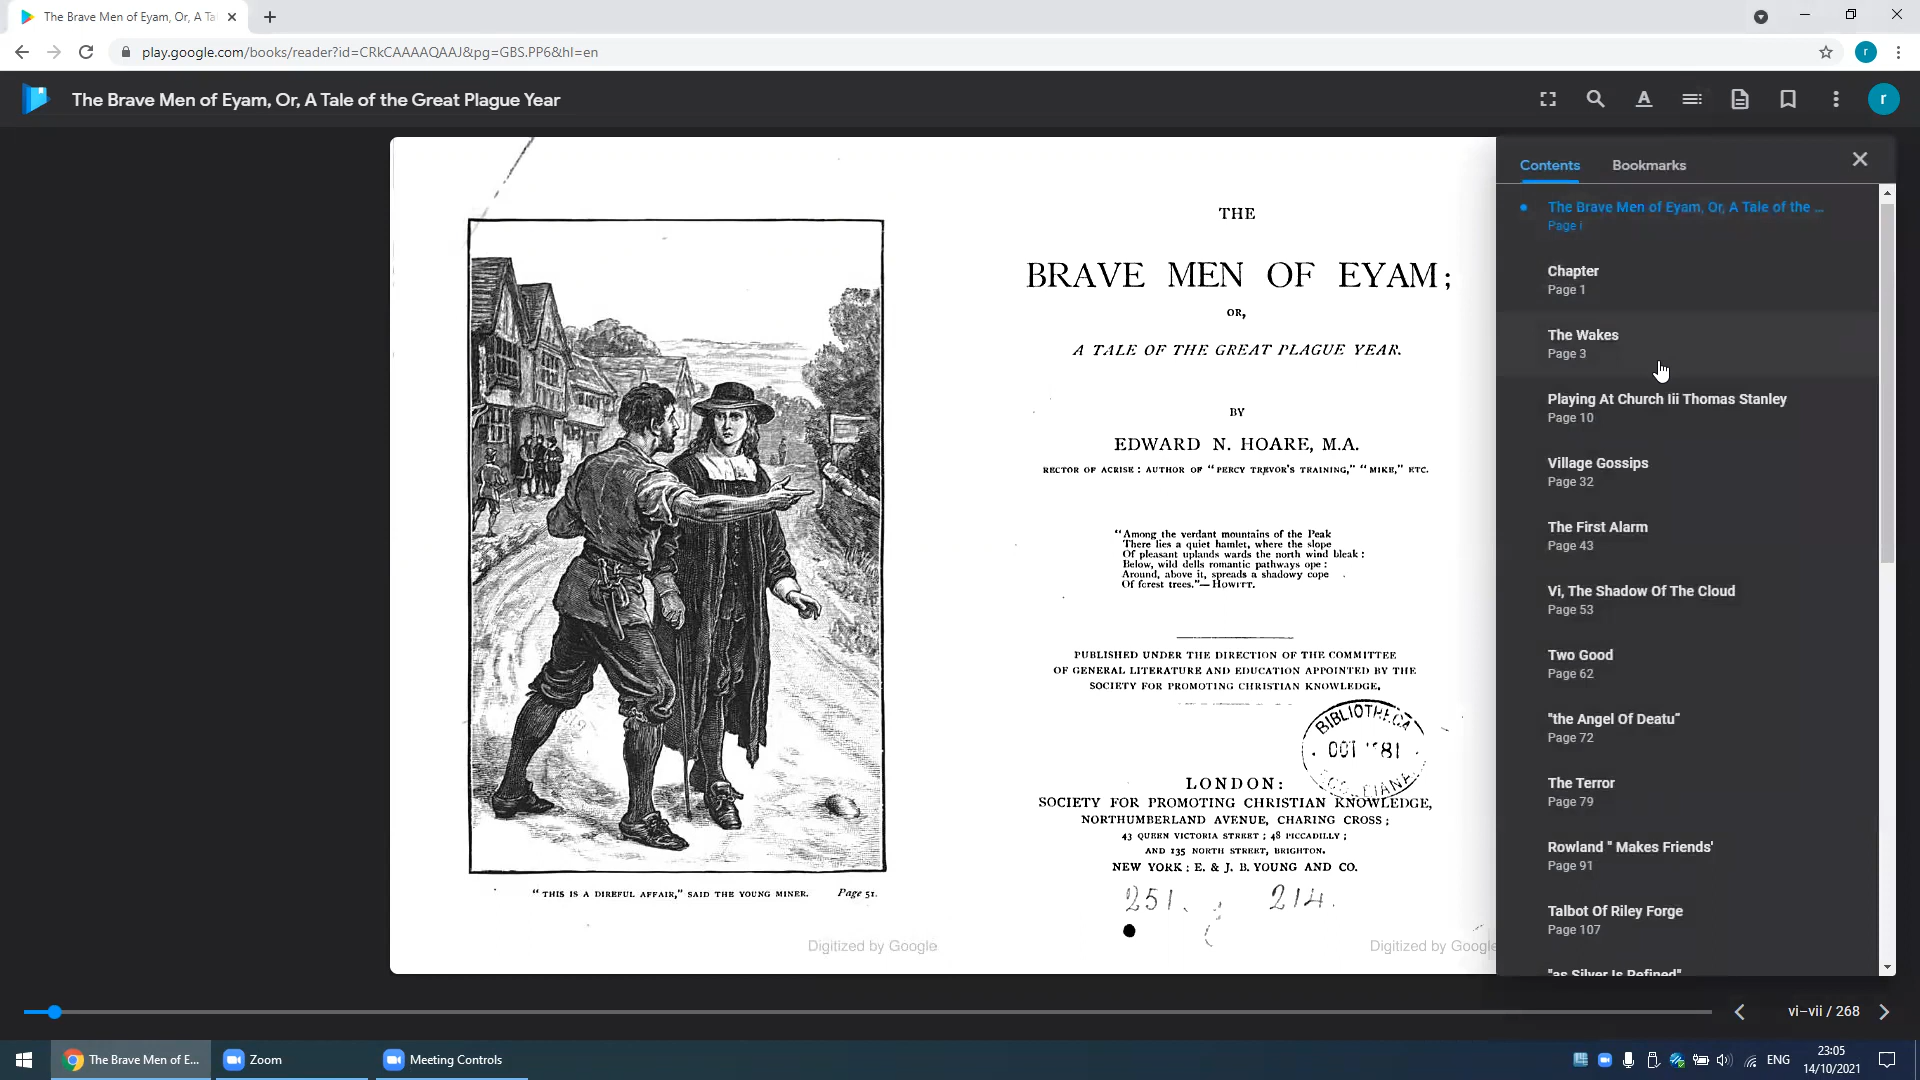 The Brave Men of Eyam, Or, A Ta
play.google.com/books/reader?id=CRkCAAAAQAAJ&pg=GBS.PP6&hl=en
r
The Brave Men of Eyam, Or, A Tale of the Great Plague Year
r
"THIS IS A DIREFUL AFFAIR," SAID THE YOUNG MINER. Page 51.
Digitized by Google
THE
BRAVE MEN OF EYAM;
OR,
A TALE OF THE GREAT PLAGUE YEAR.
BY
EDWARD N. HOARE, M.A.
RECTOR OF ACRISE: AUTHOR OF "PERCY TREVOR'S TRAINING," "MIKE," ETC.
"Among the verdant mountains of the Peak
There lies a quiet hamlet, where the slope
Of pleasant uplands wards the north wind bleak:
Below, wild dells romantic pathways ope:
Around, above it, spreads a shadowy cope
Of forest trees."—HOWITT.
PUBLISHED UNDER THE DIRECTION OF THE COMMITTEE
OF GENERAL LITERATURE AND EDUCATION APPOINTED BY THE
SOCIETY FOR PROMOTING CHRISTIAN KNOWLEDGE.
BIBLIOTHECA
LONDON:
SOCIETY FOR PROMOTING CHRISTIAN KNOWLEDGE,
NORTHUMBERLAND AVENUE, CHARING CROSS;
43 QUEEN VICTORIA STREET; 48 PICCADILLY;
AND 135 NORTH STREET, BRIGHTON.
NEW YORK: E. & J. B. YOUNG AND CO.
251. 214.
Digitized by Google
Contents Bookmarks
The Brave Men of Eyam, Or, A Tale of the ...
Page i
Chapter
Page 1
The Wakes
Page 3
Playing At Church Iii Thomas Stanley
Page 10
Village Gossips
Page 32
The First Alarm
Page 43
Vi, The Shadow Of The Cloud
Page 53
Two Good
Page 62
"the Angel Of Deatu"
Page 72
The Terror
Page 79
Rowland " Makes Friends'
Page 91
Talbot Of Riley Forge
Page 107
"as Silver Is Refined"
vi–vii / 268
The Brave Men of E...
Zoom
Meeting Controls
ENG
23:05
14/10/2021